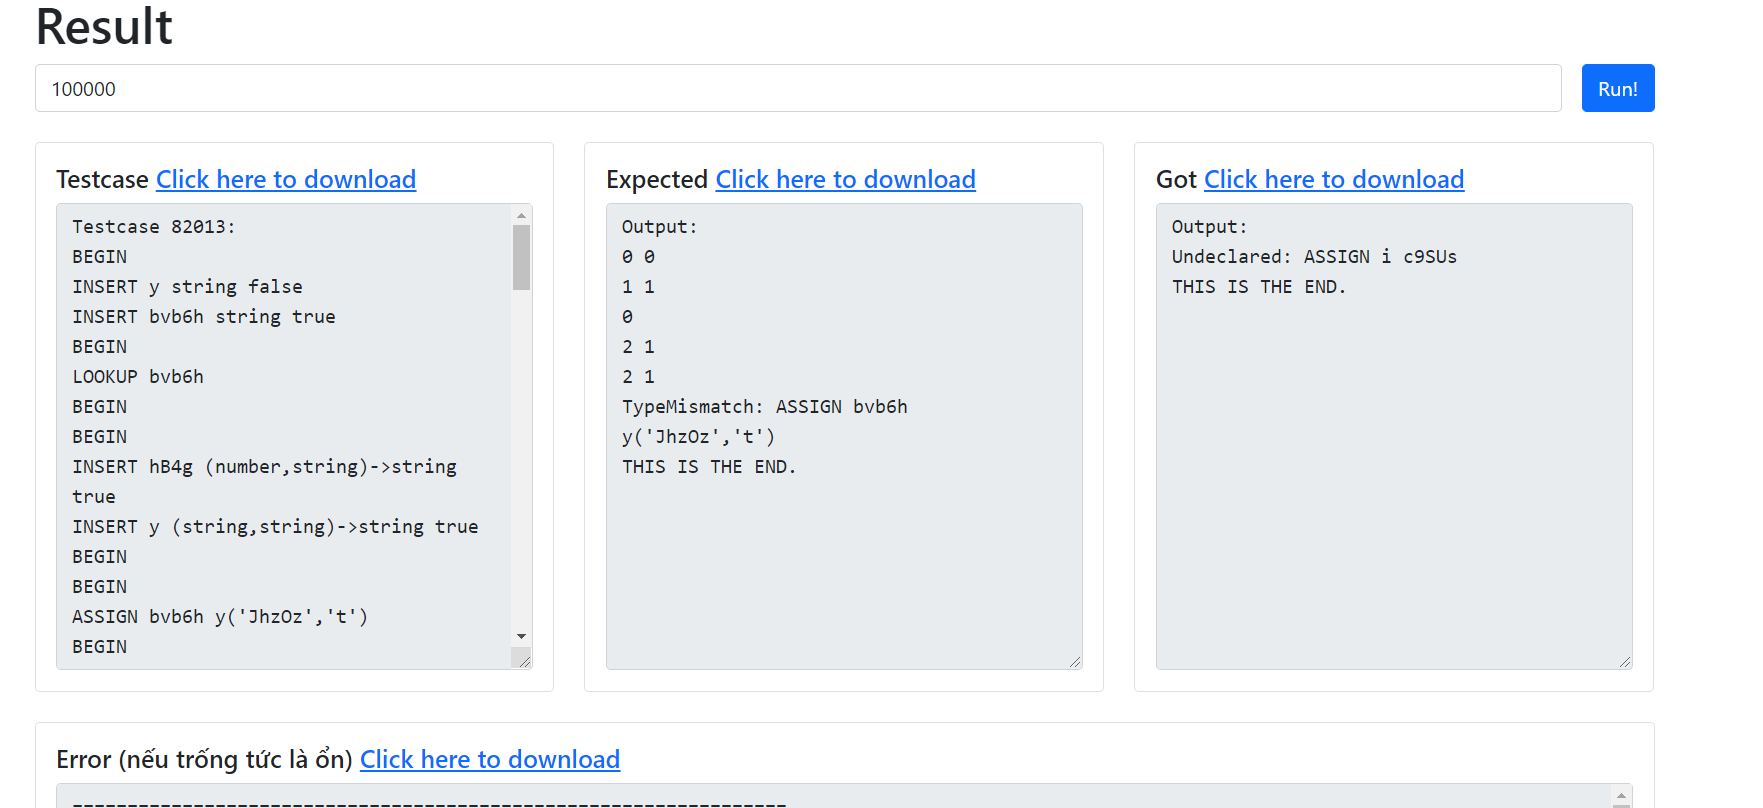 Result
100000
Run!
Testcase Click here to download
Testcase 82013:
BEGIN
INSERT y string false
INSERT bvb6h string true
BEGIN
LOOKUP bvb6h
BEGIN
BEGIN
INSERT hB4g (number,string)->string
true
INSERT y (string,string)->string true
BEGIN
BEGIN
ASSIGN bvb6h y('JhzOz','t')
BEGIN
Expected Click here to download
Output:
0 0
1 1
0
2 1
2 1
TypeMismatch: ASSIGN bvb6h
y('JhzOz','t')
THIS IS THE END.
Got Click here to download
Output:
Undeclared: ASSIGN i c9SUs
THIS IS THE END.
Error (nếu trống tức là ổn) Click here to download